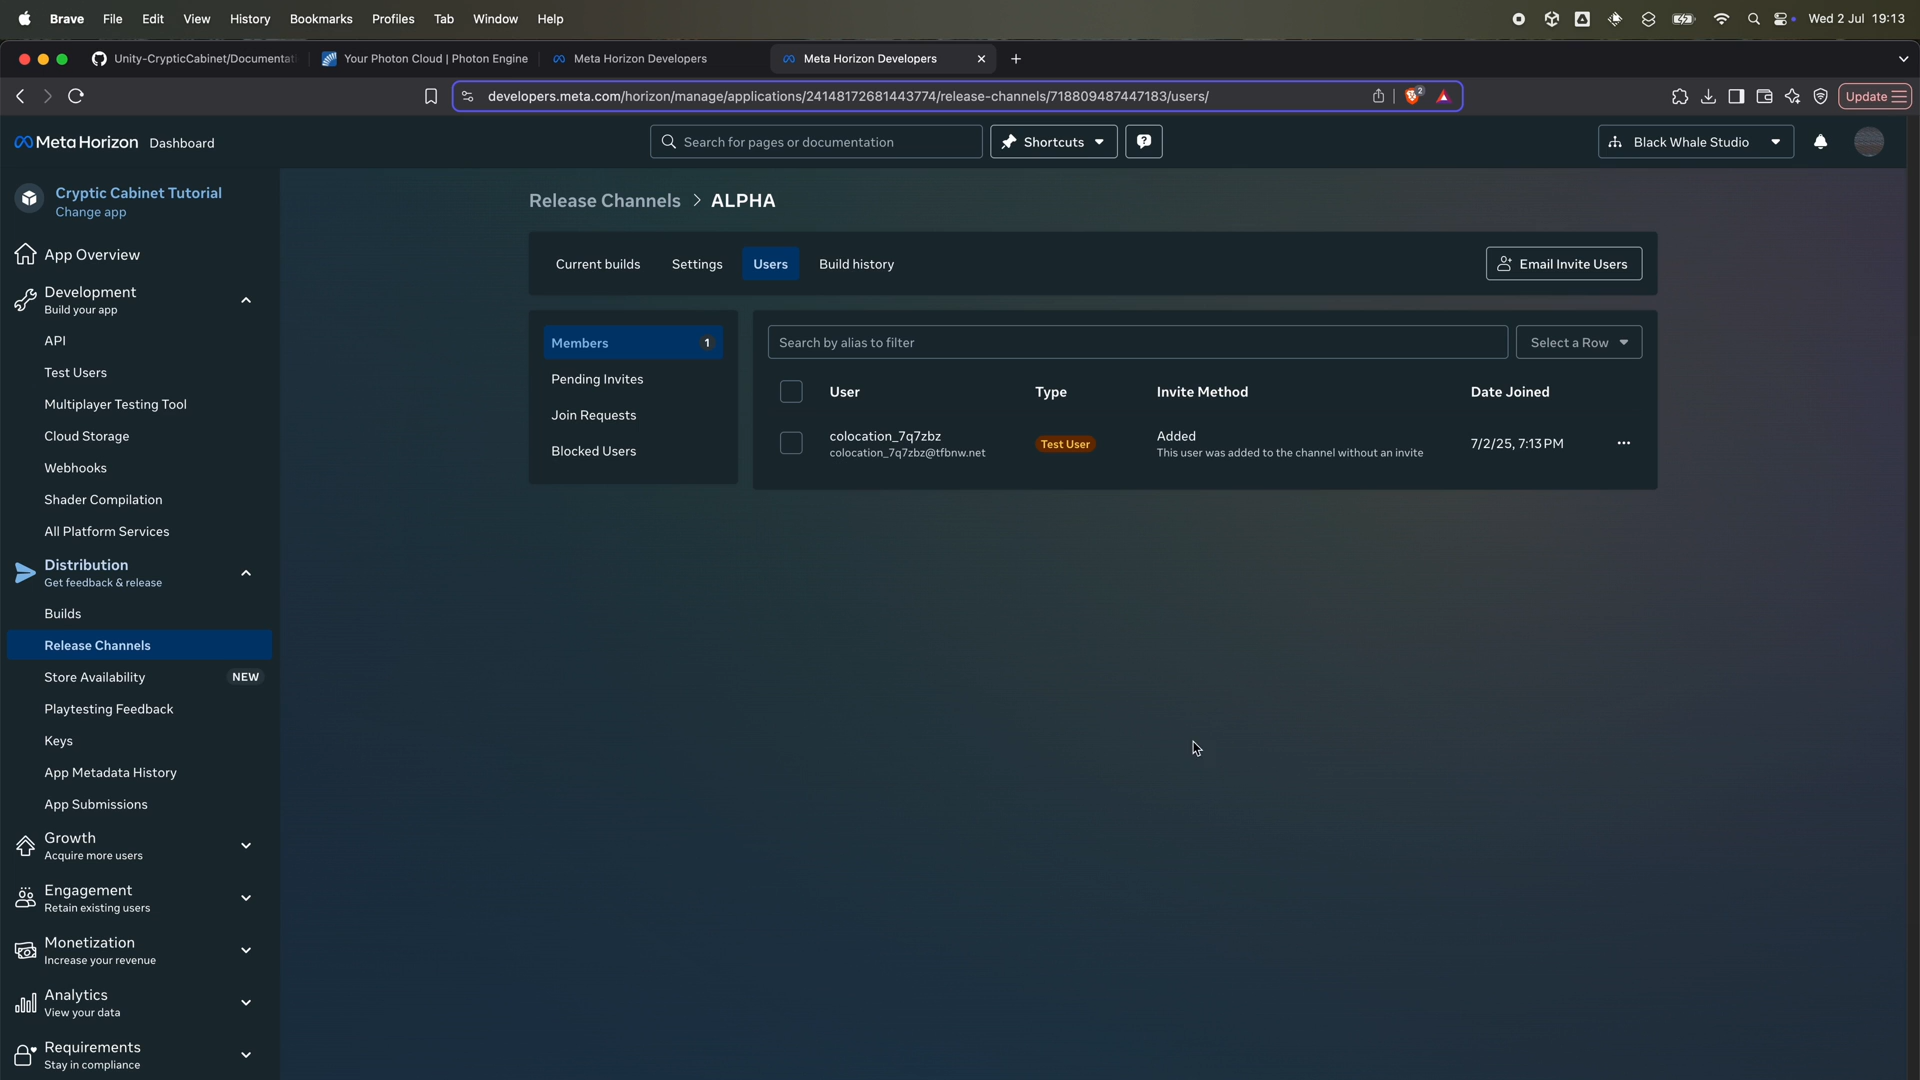 Brave File Edit View History Bookmarks Profiles Tab Window Help
Wed 2 Jul 19:13
Unity-CrypticCabinet/Documentati
Your Photon Cloud | Photon Engine
Meta Horizon Developers
Meta Horizon Developers
developers.meta.com/horizon/manage/applications/24148172681443774/release-channels/718809487447183/users/
2
Update
Meta Horizon Dashboard
Search for pages or documentation
Shortcuts
Black Whale Studio
Cryptic Cabinet Tutorial
Change app
App Overview
Development
Build your app
API
Test Users
Multiplayer Testing Tool
Cloud Storage
Webhooks
Shader Compilation
All Platform Services
Distribution
Get feedback & release
Builds
Release Channels
Store Availability NEW
Playtesting Feedback
Keys
App Metadata History
App Submissions
Growth
Acquire more users
Engagement
Retain existing users
Monetization
Increase your revenue
Analytics
View your data
Requirements
Stay in compliance
Release Channels > ALPHA
Current builds Settings Users Build history
Email Invite Users
Members 1
Pending Invites
Join Requests
Blocked Users
Search by alias to filter
Select a Row
User Type Invite Method Date Joined
colocation_7q7zbz
colocation_7q7zbz@tfbnw.net
Test User
Added
This user was added to the channel without an invite
7/2/25, 7:13 PM